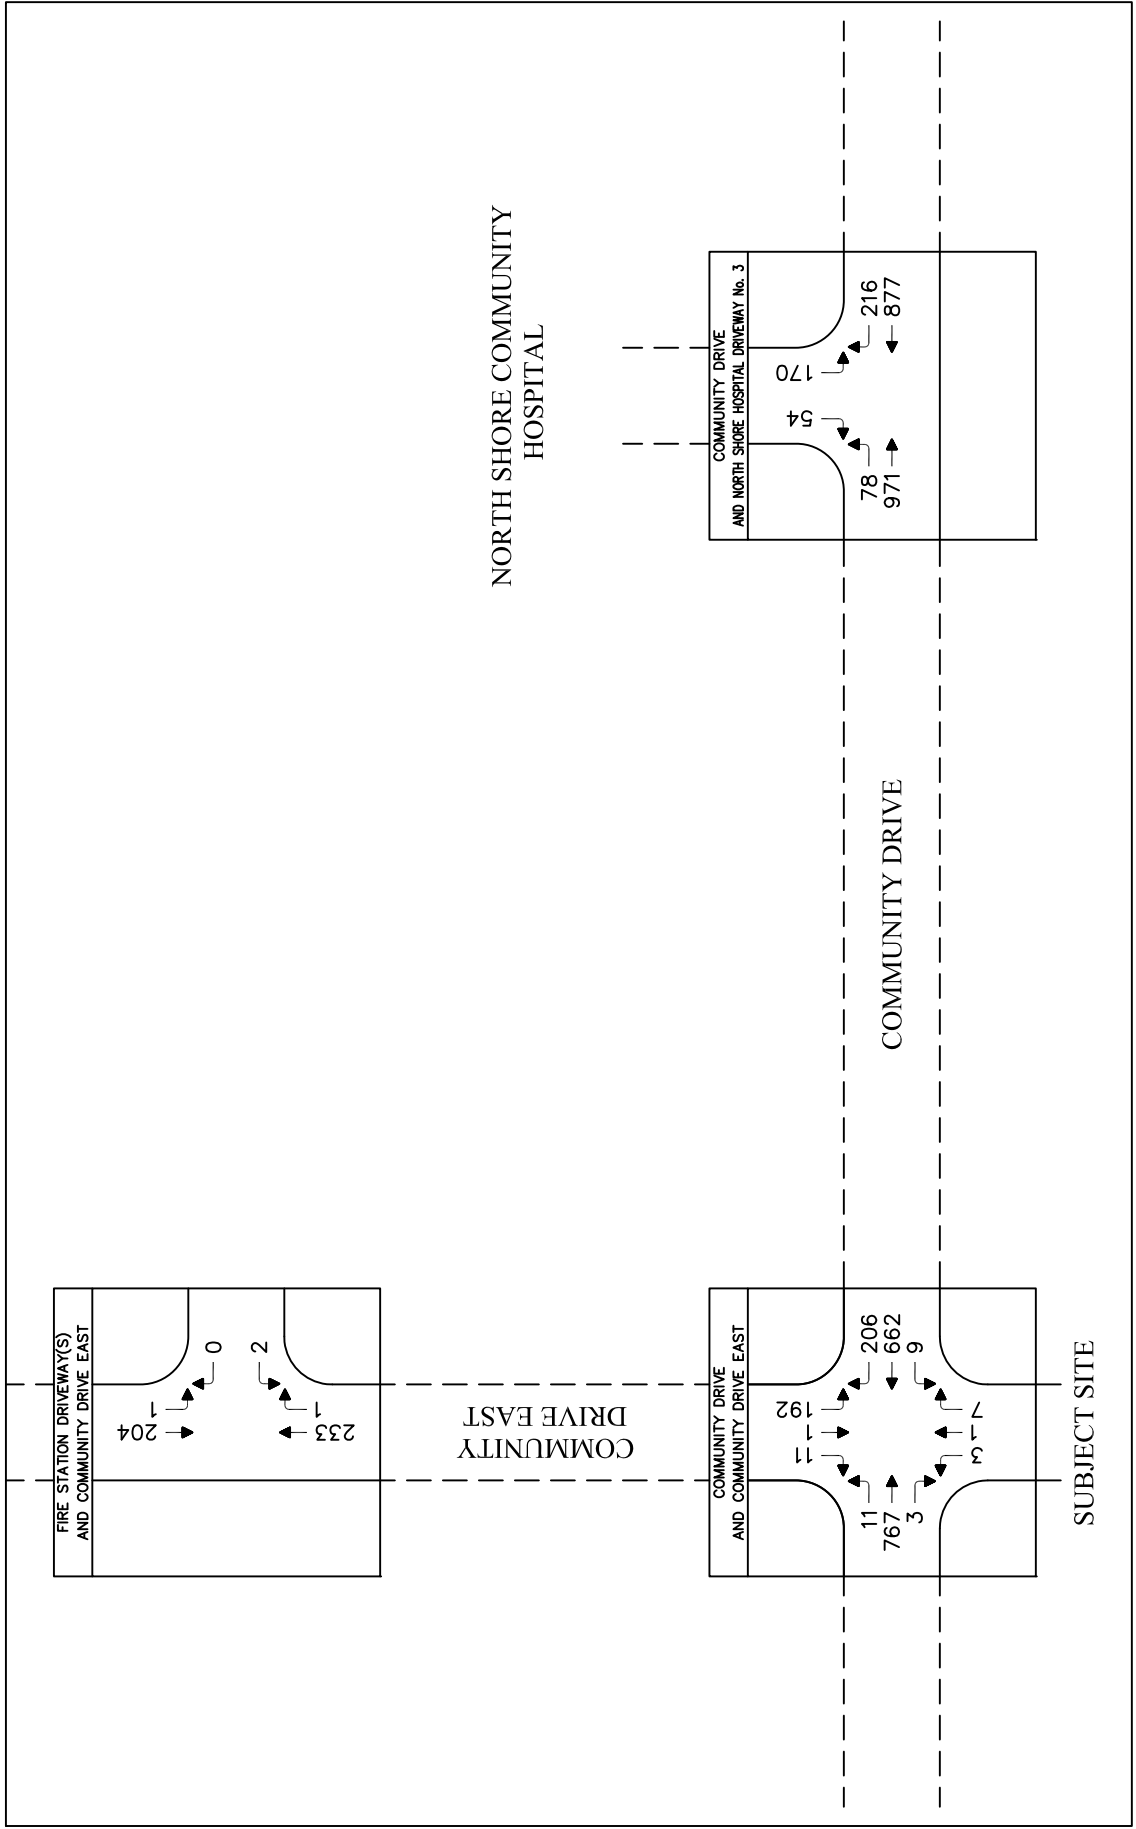 FIRE STATION DRIVEWAY(S)
AND COMMUNITY DRIVE EAST
204
1
0
2
1
233
COMMUNITY
DRIVE EAST
NORTH SHORE COMMUNITY
HOSPITAL
COMMUNITY DRIVE
AND NORTH SHORE HOSPITAL DRIVEWAY No. 3
54
170
216
877
78
971
COMMUNITY DRIVE
COMMUNITY DRIVE
AND COMMUNITY DRIVE EAST
11
1
192
206
662
9
11
767
3
3
1
7
SUBJECT SITE